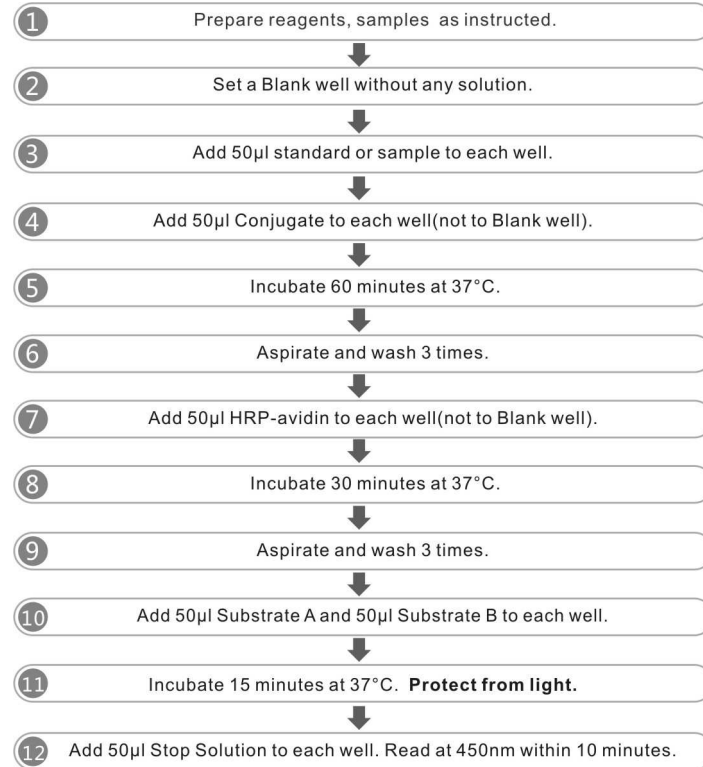 1 Prepare reagents, samples as instructed.
2 Set a Blank well without any solution.
3 Add 50μl standard or sample to each well.
4 Add 50μl Conjugate to each well(not to Blank well).
5 Incubate 60 minutes at 37°C.
6 Aspirate and wash 3 times.
7 Add 50μl HRP-avidin to each well(not to Blank well).
8 Incubate 30 minutes at 37°C.
9 Aspirate and wash 3 times.
10 Add 50μl Substrate A and 50μl Substrate B to each well.
11 Incubate 15 minutes at 37°C. Protect from light.
12 Add 50μl Stop Solution to each well. Read at 450nm within 10 minutes.